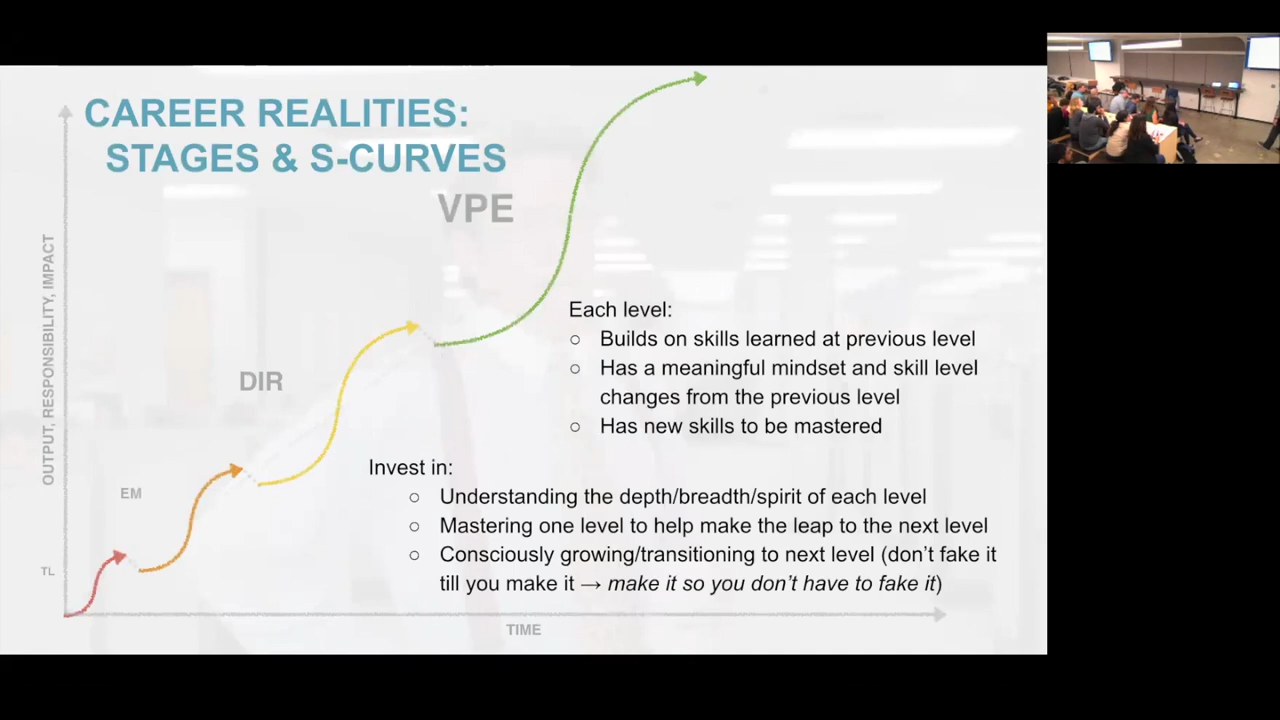 CAREER REALITIES:
STAGES & S-CURVES
VPE
DIR
EM
TL
OUTPUT, RESPONSIBILITY, IMPACT
Each level:
○ Builds on skills learned at previous level
○ Has a meaningful mindset and skill level
changes from the previous level
○ Has new skills to be mastered
Invest in:
○ Understanding the depth/breadth/spirit of each level
○ Mastering one level to help make the leap to the next level
○ Consciously growing/transitioning to next level (don’t fake it
till you make it → make it so you don’t have to fake it)
TIME